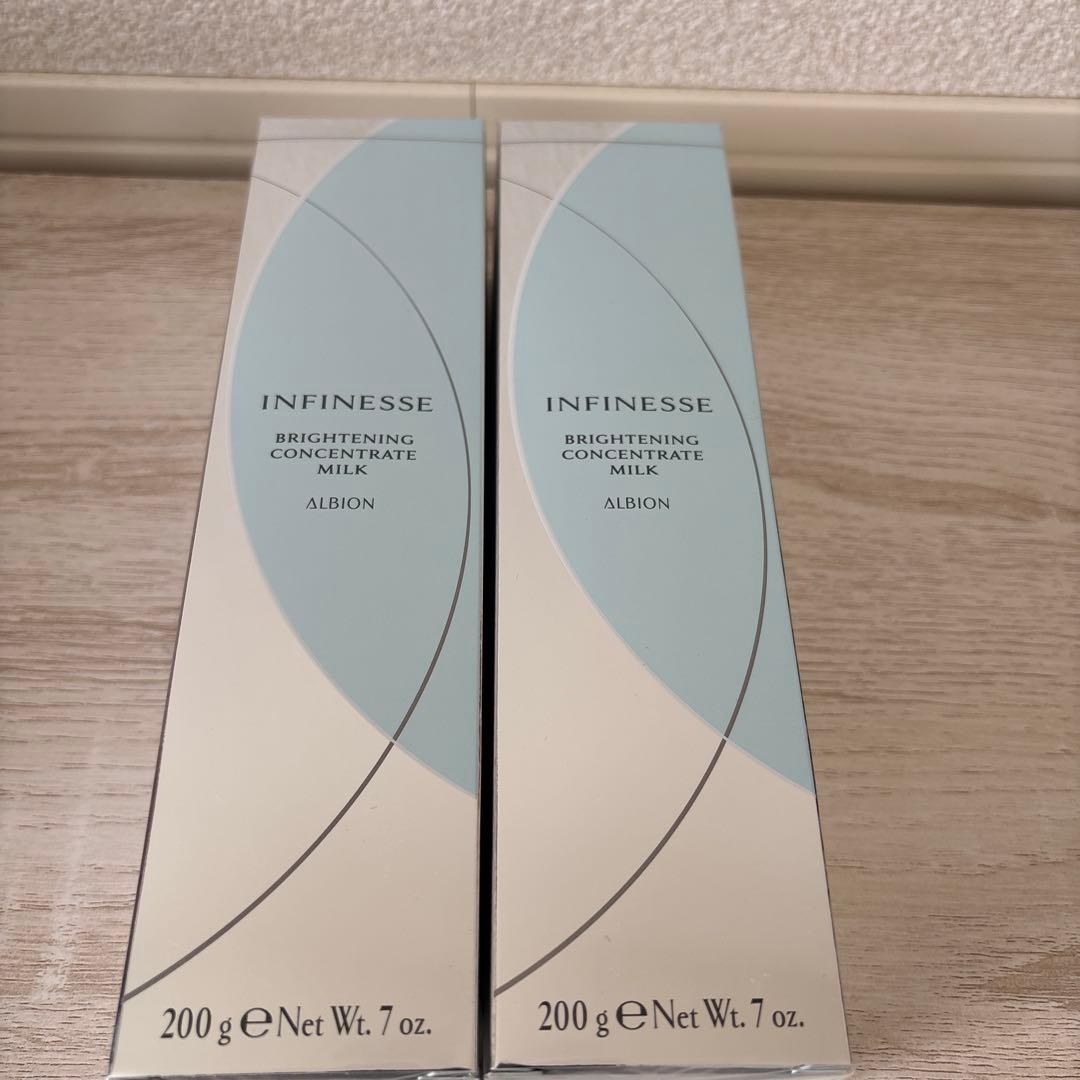 INFINESSE
BRIGHTENING
CONCENTRATE
MILK
ALBION
200 g ℮ Net Wt. 7 oz.
INFINESSE
BRIGHTENING
CONCENTRATE
MILK
ALBION
200 g ℮ Net Wt. 7 oz.